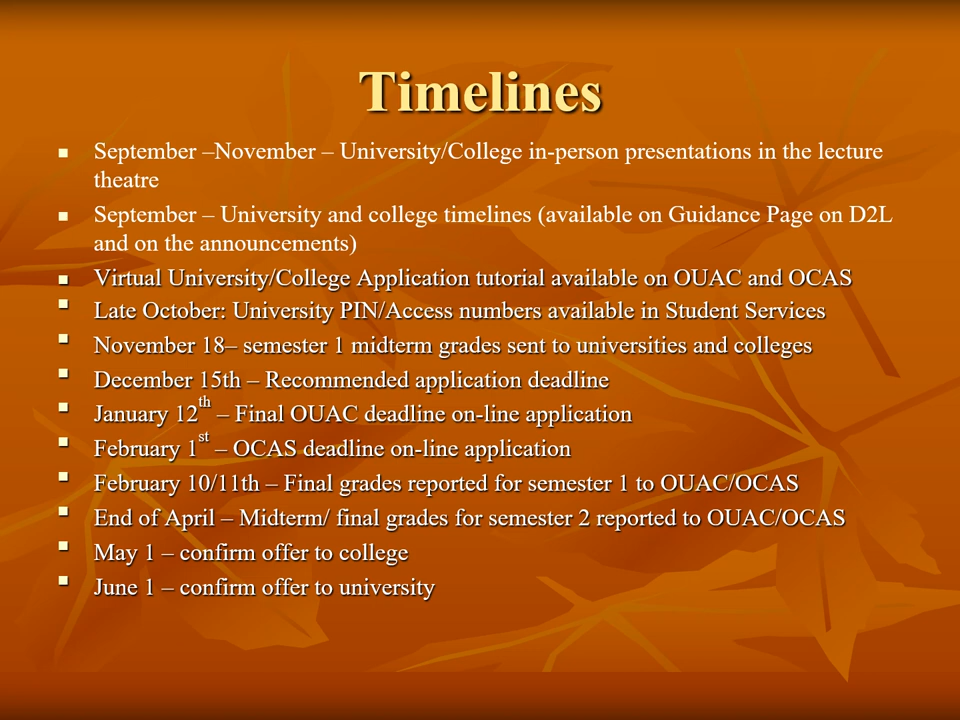 Timelines
▪ September –November – University/College in-person presentations in the lecture
theatre
▪ September – University and college timelines (available on Guidance Page on D2L
and on the announcements)
▪ Virtual University/College Application tutorial available on OUAC and OCAS
▪ Late October: University PIN/Access numbers available in Student Services
▪ November 18– semester 1 midterm grades sent to universities and colleges
▪ December 15th – Recommended application deadline
▪ January 12th – Final OUAC deadline on-line application
▪ February 1st – OCAS deadline on-line application
▪ February 10/11th – Final grades reported for semester 1 to OUAC/OCAS
▪ End of April – Midterm/ final grades for semester 2 reported to OUAC/OCAS
▪ May 1 – confirm offer to college
▪ June 1 – confirm offer to university